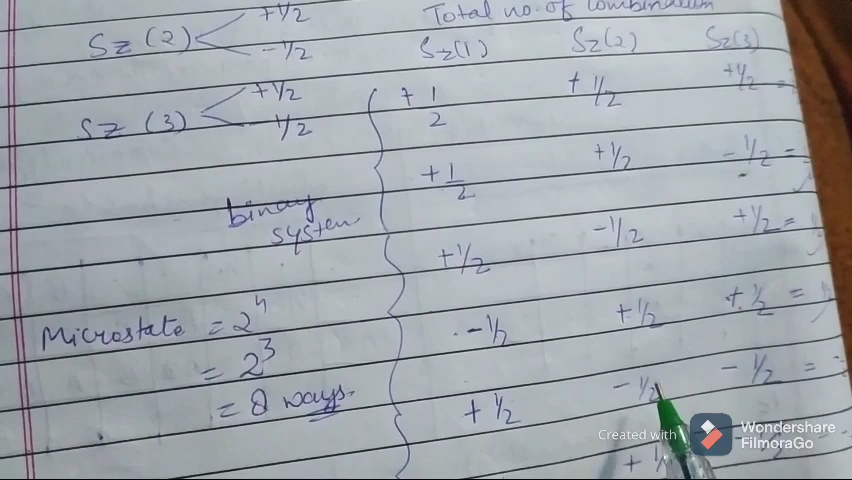 +1/2
Total no. of combination
Sz (2)
-1/2
Sz(1) Sz(2) Sz(3)
Sz (3)
+1/2
-1/2
+1/2 +1/2 +1/2 =
+1/2 +1/2 -1/2 =
binary
system
+1/2 -1/2 +1/2 =
Microstate = 2^n
-1/2 +1/2 +1/2 =
= 2^3
= 8 ways.
+1/2 -1/2 -1/2 =
Created with Wondershare
FilmoraGo